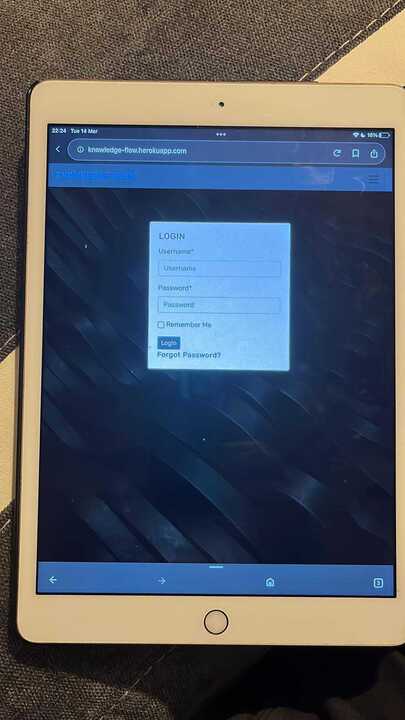 22:24 Tue 14 Mar
16%
knowledge-flow.herokuapp.com
LOGIN
Username*
Username
Password*
Password
Remember Me
Login
Forgot Password?
3